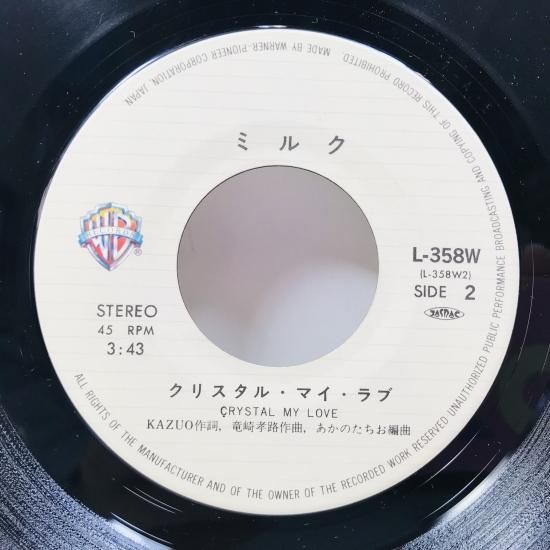 MADE BY WARNER-PIONEER CORPORATION, JAPAN
COPYING OF THIS RECORD PROHIBITED
ミルク
WB
RECORDS
L-358W
(L-358W2)
SIDE 2
JASRAC
STEREO
45 RPM
3:43
クリスタル・マイ・ラブ
CRYSTAL MY LOVE
KAZUO作詞, 竜崎孝路作曲, あかのたちお編曲
ALL RIGHTS OF THE MANUFACTURER AND OF THE OWNER OF THE RECORDED WORK RESERVED UNAUTHORIZED PUBLIC PERFORMANCE BROADCASTING AND